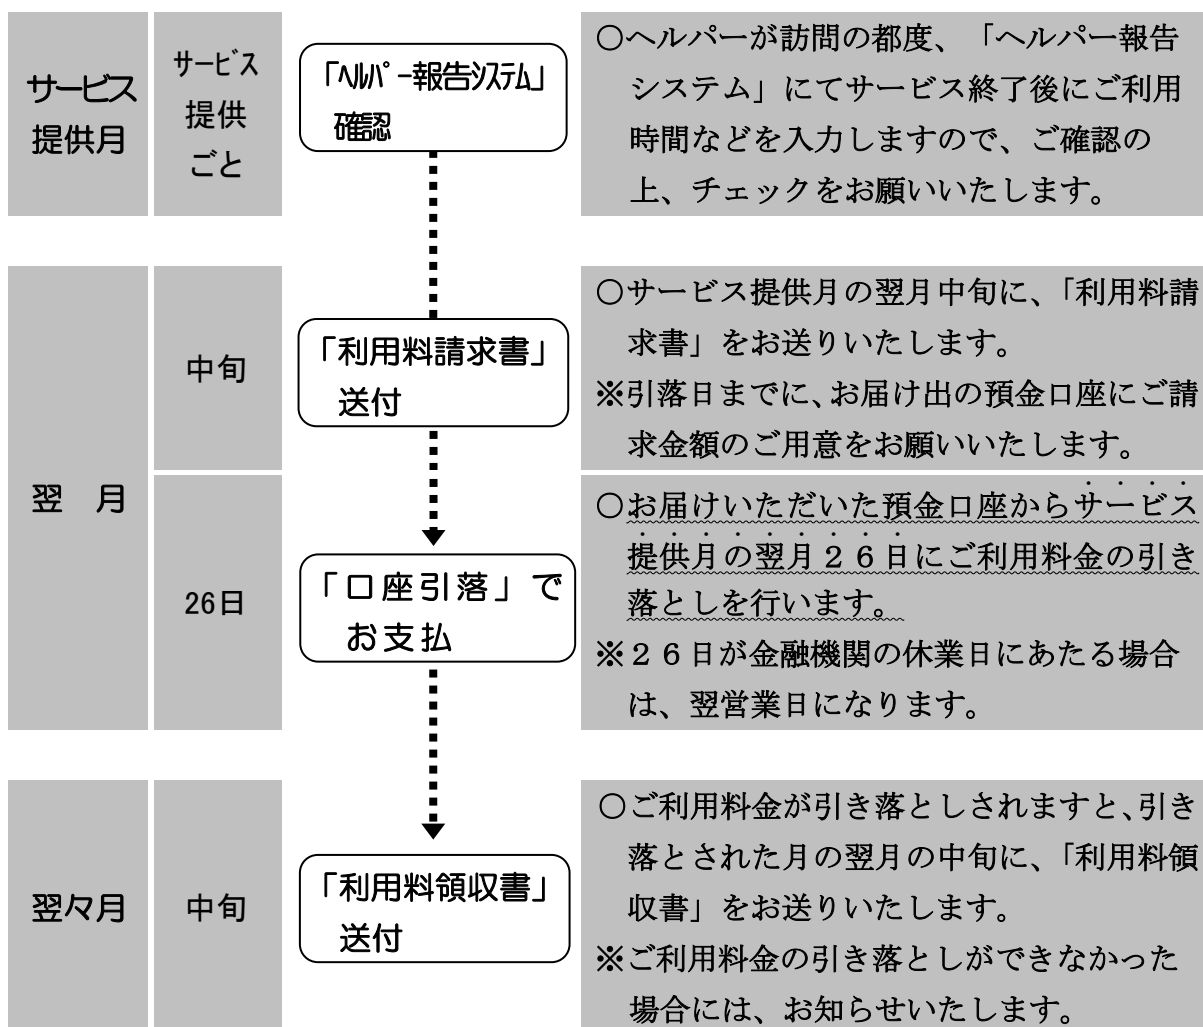 サービス
提供月
サービス
提供
ごと
「ﾍﾙﾊﾟｰ報告ｼｽﾃﾑ」
確認
○ヘルパーが訪問の都度、「ヘルパー報告
システム」にてサービス終了後にご利用
時間などを入力しますので、ご確認の
上、チェックをお願いいたします。
翌　月
中旬
「利用料請求書」
送付
○サービス提供月の翌月中旬に、「利用料請
求書」をお送りいたします。
※引落日までに、お届け出の預金口座にご請
求金額のご用意をお願いいたします。
26日
「口座引落」で
お支払
○お届けいただいた預金口座からサービス
提供月の翌月２６日にご利用料金の引き
落としを行います。
※２６日が金融機関の休業日にあたる場合
は、翌営業日になります。
翌々月
中旬
「利用料領収書」
送付
○ご利用料金が引き落としされますと、引き
落とされた月の翌月の中旬に、「利用料領
収書」をお送りいたします。
※ご利用料金の引き落としができなかった
場合には、お知らせいたします。